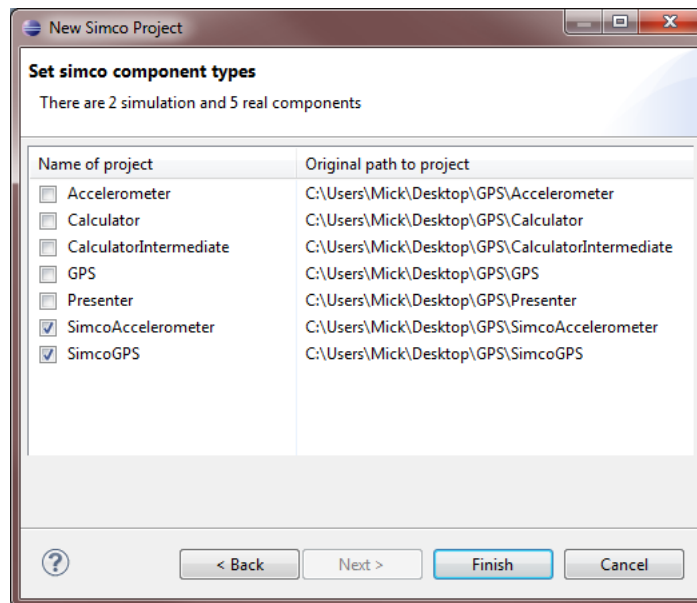 New Simco Project
Set simco component types
There are 2 simulation and 5 real components
Name of project Original path to project
Accelerometer C:\Users\Mick\Desktop\GPS\Accelerometer
Calculator C:\Users\Mick\Desktop\GPS\Calculator
CalculatorIntermediate C:\Users\Mick\Desktop\GPS\CalculatorIntermediate
GPS C:\Users\Mick\Desktop\GPS\GPS
Presenter C:\Users\Mick\Desktop\GPS\Presenter
SimcoAccelerometer C:\Users\Mick\Desktop\GPS\SimcoAccelerometer
SimcoGPS C:\Users\Mick\Desktop\GPS\SimcoGPS
? < Back Next > Finish Cancel